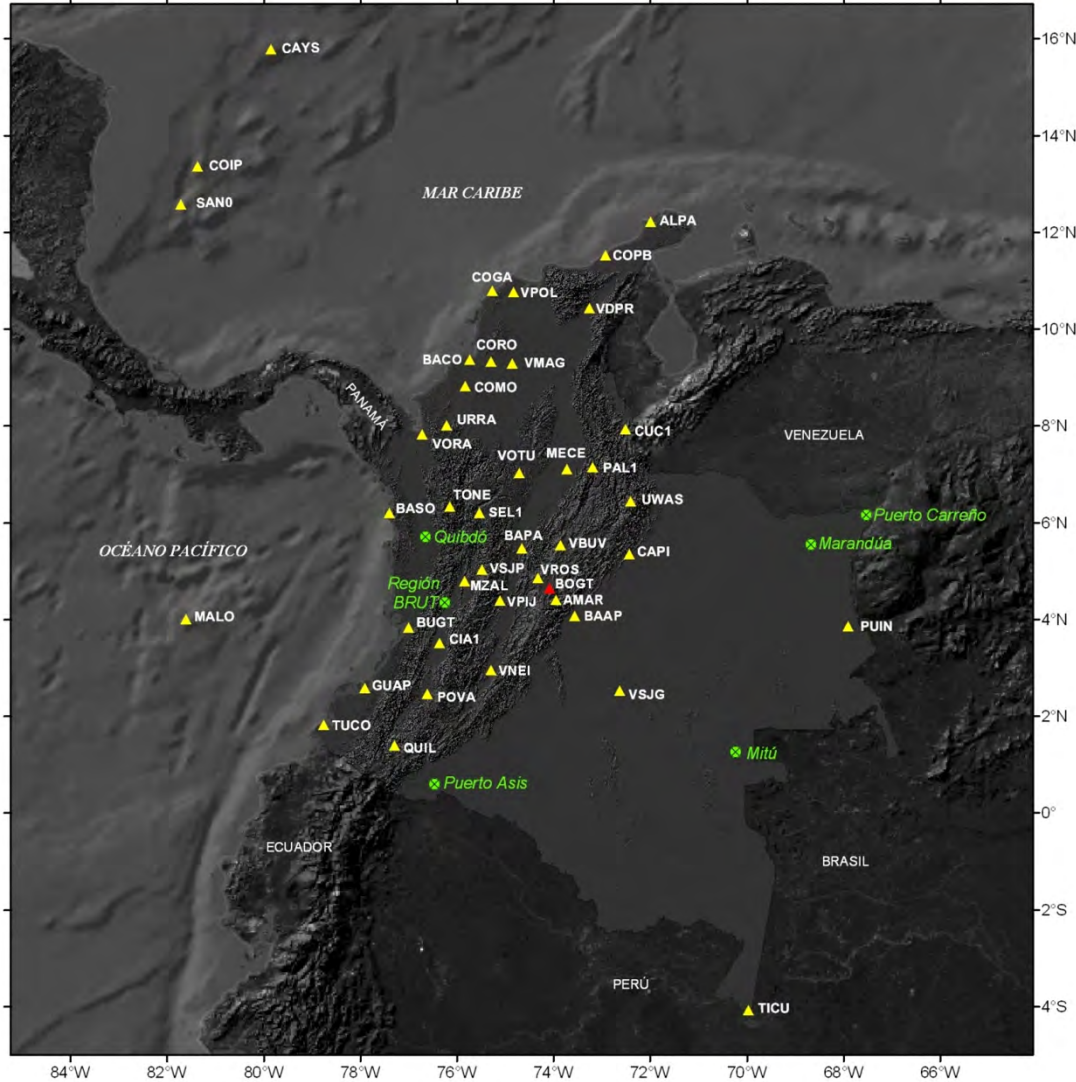 16°N
CAYS
14°N
COIP
SAN0
MAR CARIBE
12°N
ALPA
COPB
COGA
VPOL
VDPR
10°N
CORO
BACO
VMAG
COMO
PANAMÁ
URRA
VORA
8°N
CUC1
VENEZUELA
VOTU
MECE
PAL1
UWAS
TONE
BASO
SEL1
6°N
Puerto Carreño
Quibdó
BAPA
VBUV
Marandúa
OCÉANO PACÍFICO
CAPI
VSJP
VROS
MZAL
BOGT
Región
BRUT
VPIJ
AMAR
4°N
MALO
BUGT
BAAP
PUIN
CIA1
VNEI
GUAP
POVA
VSJG
2°N
TUCO
QUIL
Mitú
Puerto Asis
0°
ECUADOR
BRASIL
2°S
PERÚ
TICU
4°S
84°W 82°W 80°W 78°W 76°W 74°W 72°W 70°W 68°W 66°W